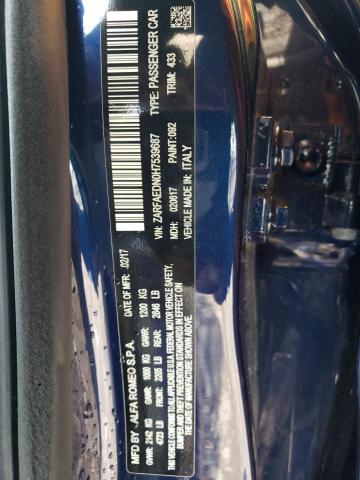 MFD BY : ALFA ROMEO S.P.A. DATE OF MFR: 02/17
GVWR: 2142 KG GAWR: 1000 KG GAWR: 1200 KG
4723 LB FRONT: 2205 LB REAR: 2646 LB
THIS VEHICLE CONFORMS TO ALL APPLICABLE U.S.A. FEDERAL MOTOR VEHICLE SAFETY,
BUMPER AND THEFT PREVENTION STANDARDS IN EFFECT ON
THE DATE OF MANUFACTURE SHOWN ABOVE.
VIN: ZARFAEDN0H7539687 TYPE: PASSENGER CAR
MDH: 020617 PAINT: 092 TRIM: 433
VEHICLE MADE IN: ITALY